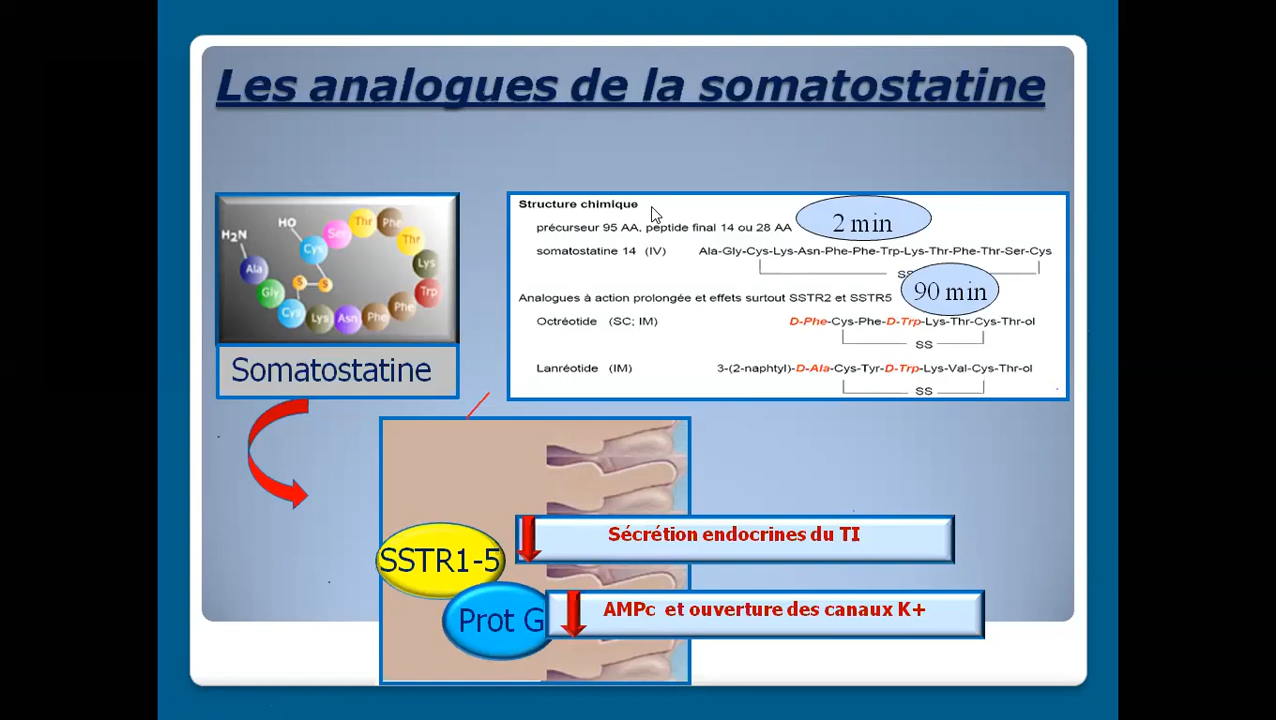 Les analogues de la somatostatine
H₂N
HO
Ala
Gly
Cys
Lys
Asn
Phe
Phe
Trp
Lys
Thr
Phe
Thr
Ser
Cys
S
S
Somatostatine
Structure chimique
précurseur 95 AA, peptide final 14 ou 28 AA
2 min
somatostatine 14 (IV) Ala-Gly-Cys-Lys-Asn-Phe-Phe-Trp-Lys-Thr-Phe-Thr-Ser-Cys
SS
Analogues à action prolongée et effets surtout SSTR2 et SSTR5
90 min
Octréotide (SC; IM) D-Phe-Cys-Phe-D-Trp-Lys-Thr-Cys-Thr-ol
SS
Lanréotide (IM) 3-(2-naphtyl)-D-Ala-Cys-Tyr-D-Trp-Lys-Val-Cys-Thr-ol
SS
Sécrétion endocrines du TI
SSTR1-5
AMPc et ouverture des canaux K+
Prot G